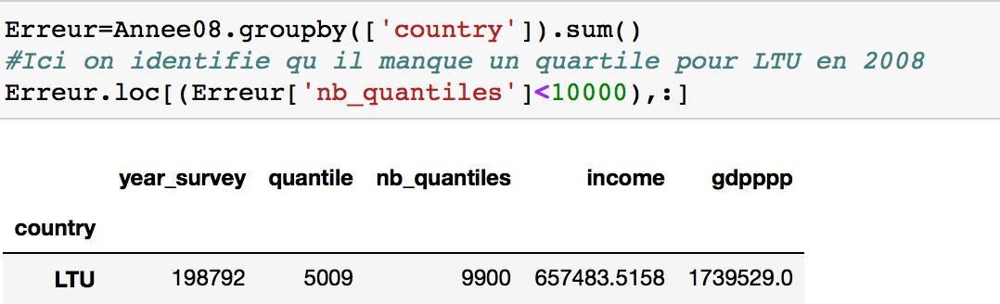 Erreur=Annee08.groupby(['country']).sum()
#Ici on identifie qu il manque un quartile pour LTU en 2008
Erreur.loc[(Erreur['nb_quantiles']<10000),:]
year_survey quantile nb_quantiles income gdpppp
country
LTU 198792 5009 9900 657483.5158 1739529.0